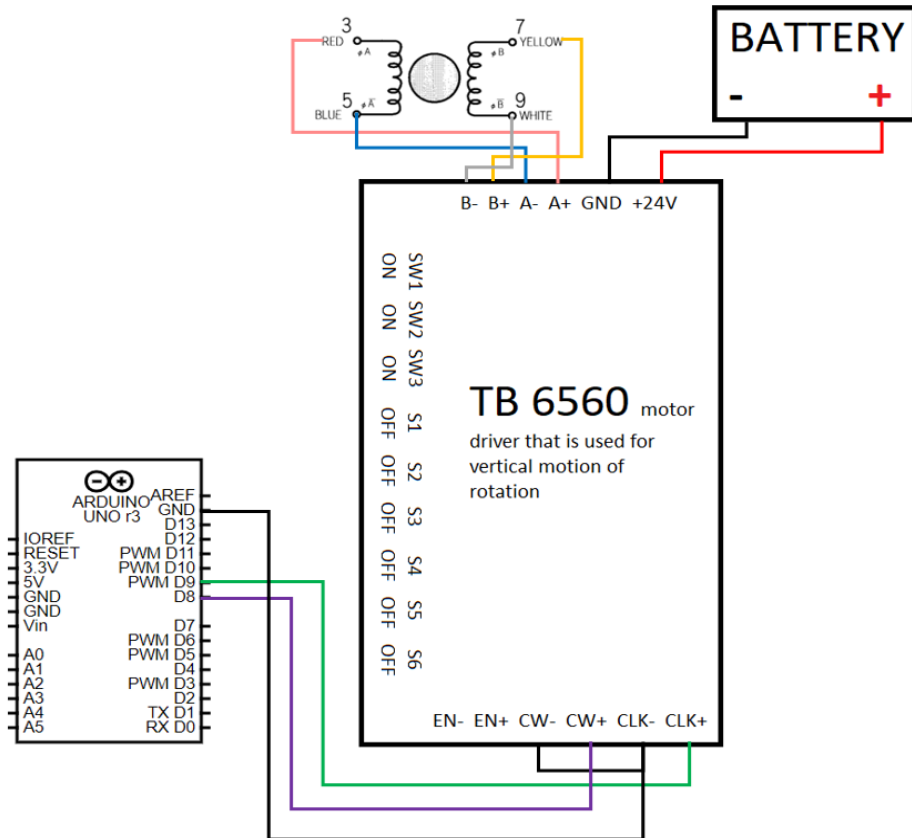 3
7
RED
øA
øB
YELLOW
5
øA̅
øB̅
9
BLUE
WHITE
BATTERY
- +
B- B+ A- A+ GND +24V
SW1 ON
SW2 ON
SW3 ON
S1 OFF
S2 OFF
S3 OFF
S4 OFF
S5 OFF
S6 OFF
TB 6560 motor
driver that is used for
vertical motion of
rotation
ARDUINO
UNO r3
AREF
GND
D13
IOREF D12
RESET PWM D11
3.3V PWM D10
5V PWM D9
GND D8
GND
Vin D7
PWM D6
A0 PWM D5
A1 D4
A2 PWM D3
A3 D2
A4 TX D1
A5 RX D0
EN- EN+ CW- CW+ CLK- CLK+